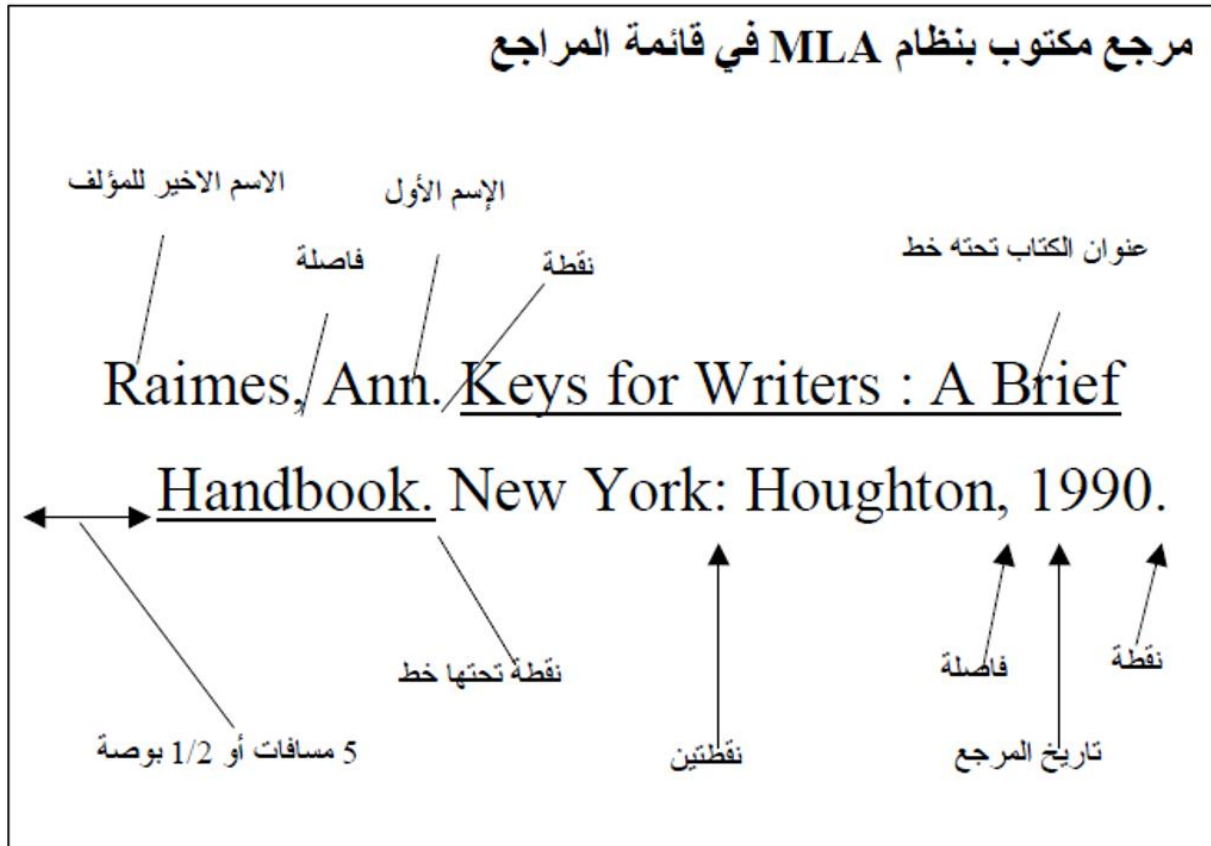 مرجع مكتوب بنظام MLA في قائمة المراجع
الاسم الاخير للمؤلف
الإسم الأول
فاصلة
نقطة
عنوان الكتاب تحته خط
Raimes, Ann. Keys for Writers : A Brief
Handbook. New York: Houghton, 1990.
نقطة تحتها خط
فاصلة
نقطة
5 مسافات أو 1/2 بوصة
نقطتين
تاريخ المرجع